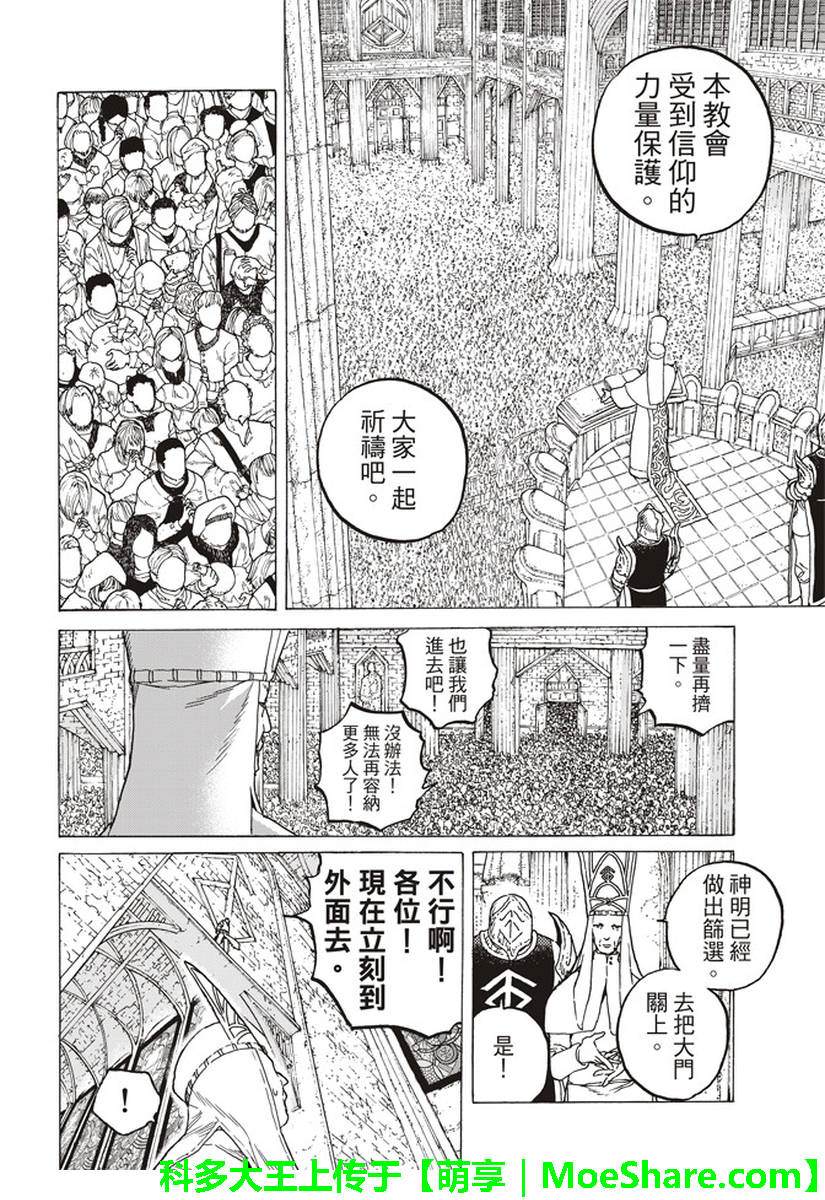 本教會
受到信仰的
力量保護。
大家一起
祈禱吧。
盡量再擠
一下。
也讓我們
進去吧！
沒辦法！
無法再容納
更多人了！
神明已經
做出篩選。
去把大門
關上。
是！
不行啊！
各位！
現在立刻到
外面去。
！
科多大王上传于【萌享】|MoeShare.com】